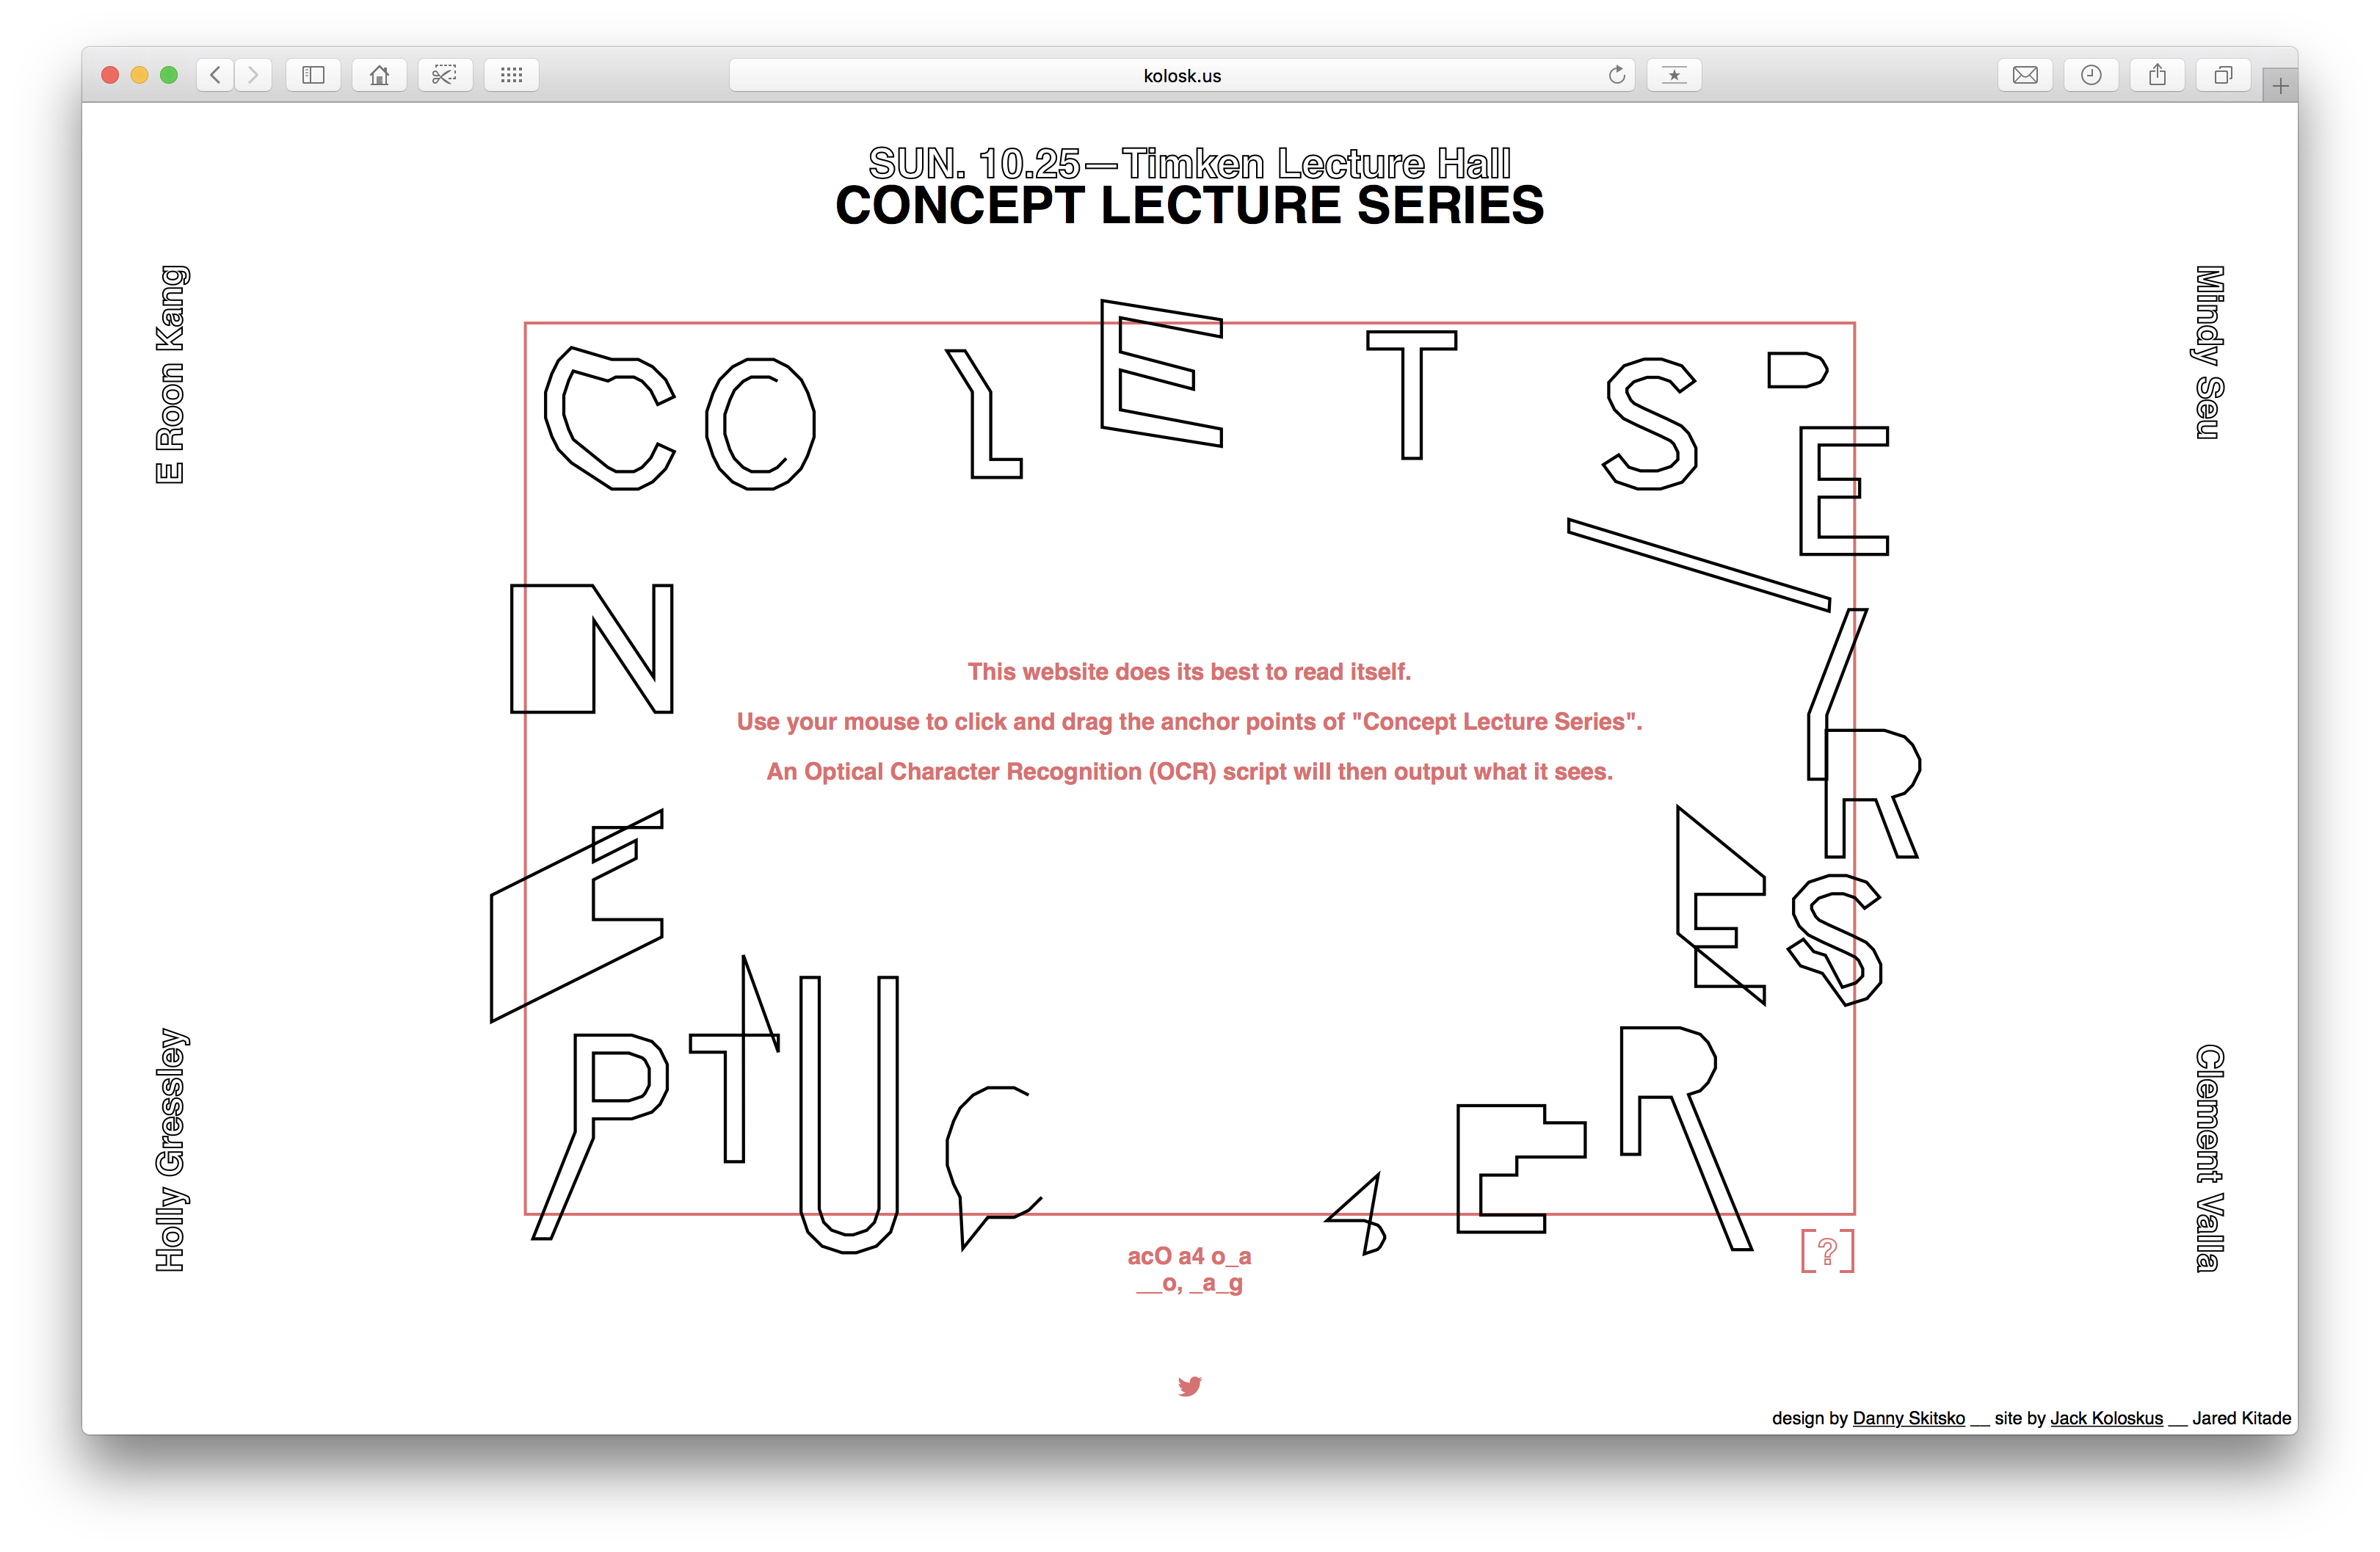 kolosk.us
SUN. 10.25—Timken Lecture Hall
CONCEPT LECTURE SERIES
E Roon Kang
Mindy Seu
CO LE T S
E
N
I
R
This website does its best to read itself.
Use your mouse to click and drag the anchor points of "Concept Lecture Series".
An Optical Character Recognition (OCR) script will then output what it sees.
E
E S
PTUC
E R
Holly Gressley
Clement Valla
[?]
acO a4 o_a
__o, _a_g
design by Danny Skitsko __ site by Jack Koloskus __ Jared Kitade